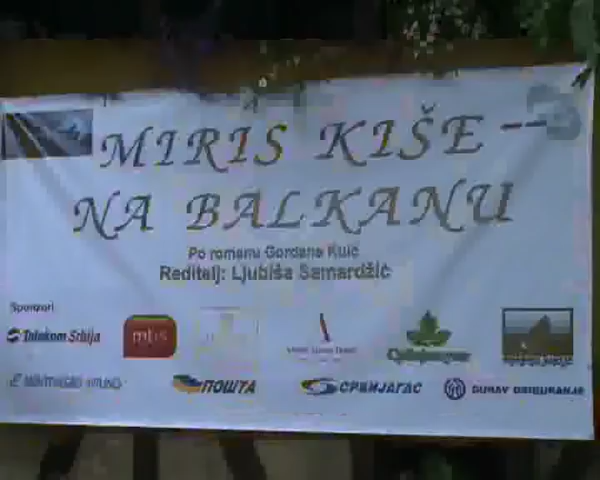 MIRIS KIŠE
NA BALKANU
Po romanu Gordane Kuić
Reditelj: Ljubiša Samardžić
Sponzori
Telekom Srbija
mts
ПОШТА
СРБИЈАГАС
DUNAV OSIGURANJE